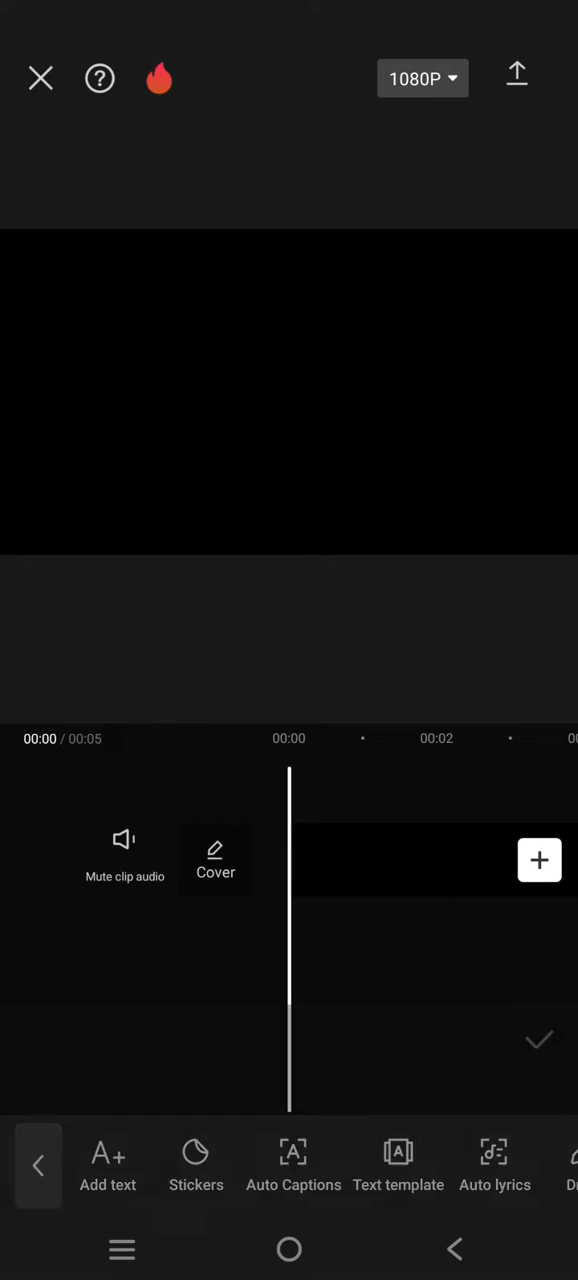 1080P
00:00 / 00:05
00:00
00:02
Mute clip audio
Cover
Add text
Stickers
Auto Captions
Text template
Auto lyrics